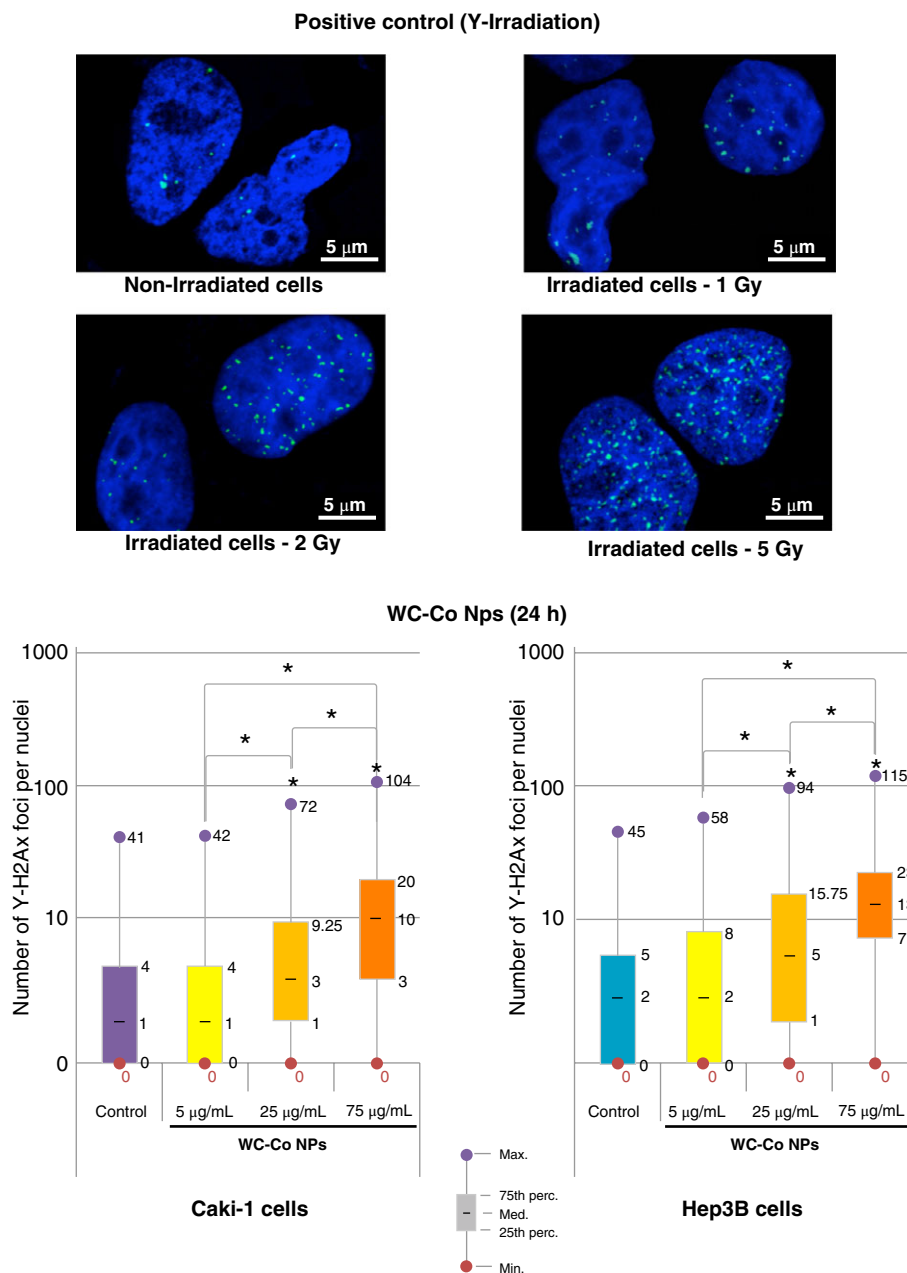 Positive control (Y-Irradiation)
5 μm
5 μm
Non-Irradiated cells
Irradiated cells - 1 Gy
5 μm
5 μm
Irradiated cells - 2 Gy
Irradiated cells - 5 Gy
WC-Co Nps (24 h)
Number of Y-H2Ax foci per nuclei
1000
100
10
0
*
*
*
*
*
41
42
72
104
4
1
0
4
1
0
9.25
3
1
20
10
3
0
0
0
0
Control
5 µg/mL
25 µg/mL
75 µg/mL
WC-Co NPs
Caki-1 cells
Number of Y-H2Ax foci per nuclei
1000
100
10
0
*
*
*
*
*
45
58
94
115
5
2
0
8
2
0
15.75
5
1
7
0
0
0
0
Control
5 µg/mL
25 µg/mL
75 µg/mL
WC-Co NPs
Hep3B cells
Max.
75th perc.
Med.
25th perc.
Min.